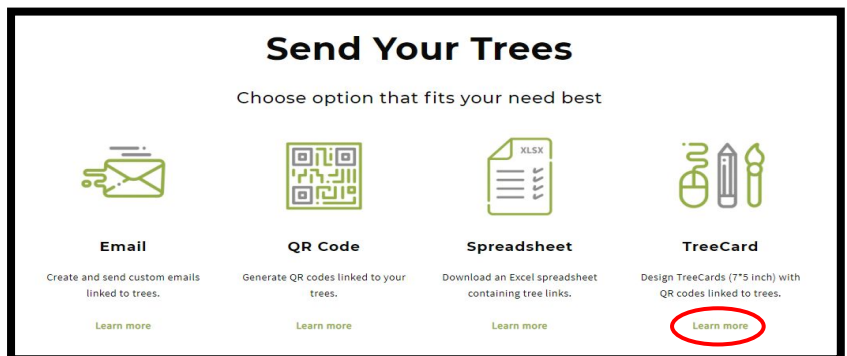 Send Your Trees
Choose option that fits your need best
XLSX
Email
Create and send custom emails
linked to trees.
Learn more
QR Code
Generate QR codes linked to your
trees.
Learn more
Spreadsheet
Download an Excel spreadsheet
containing tree links.
Learn more
TreeCard
Design TreeCards (7*5 inch) with
QR codes linked to trees.
Learn more